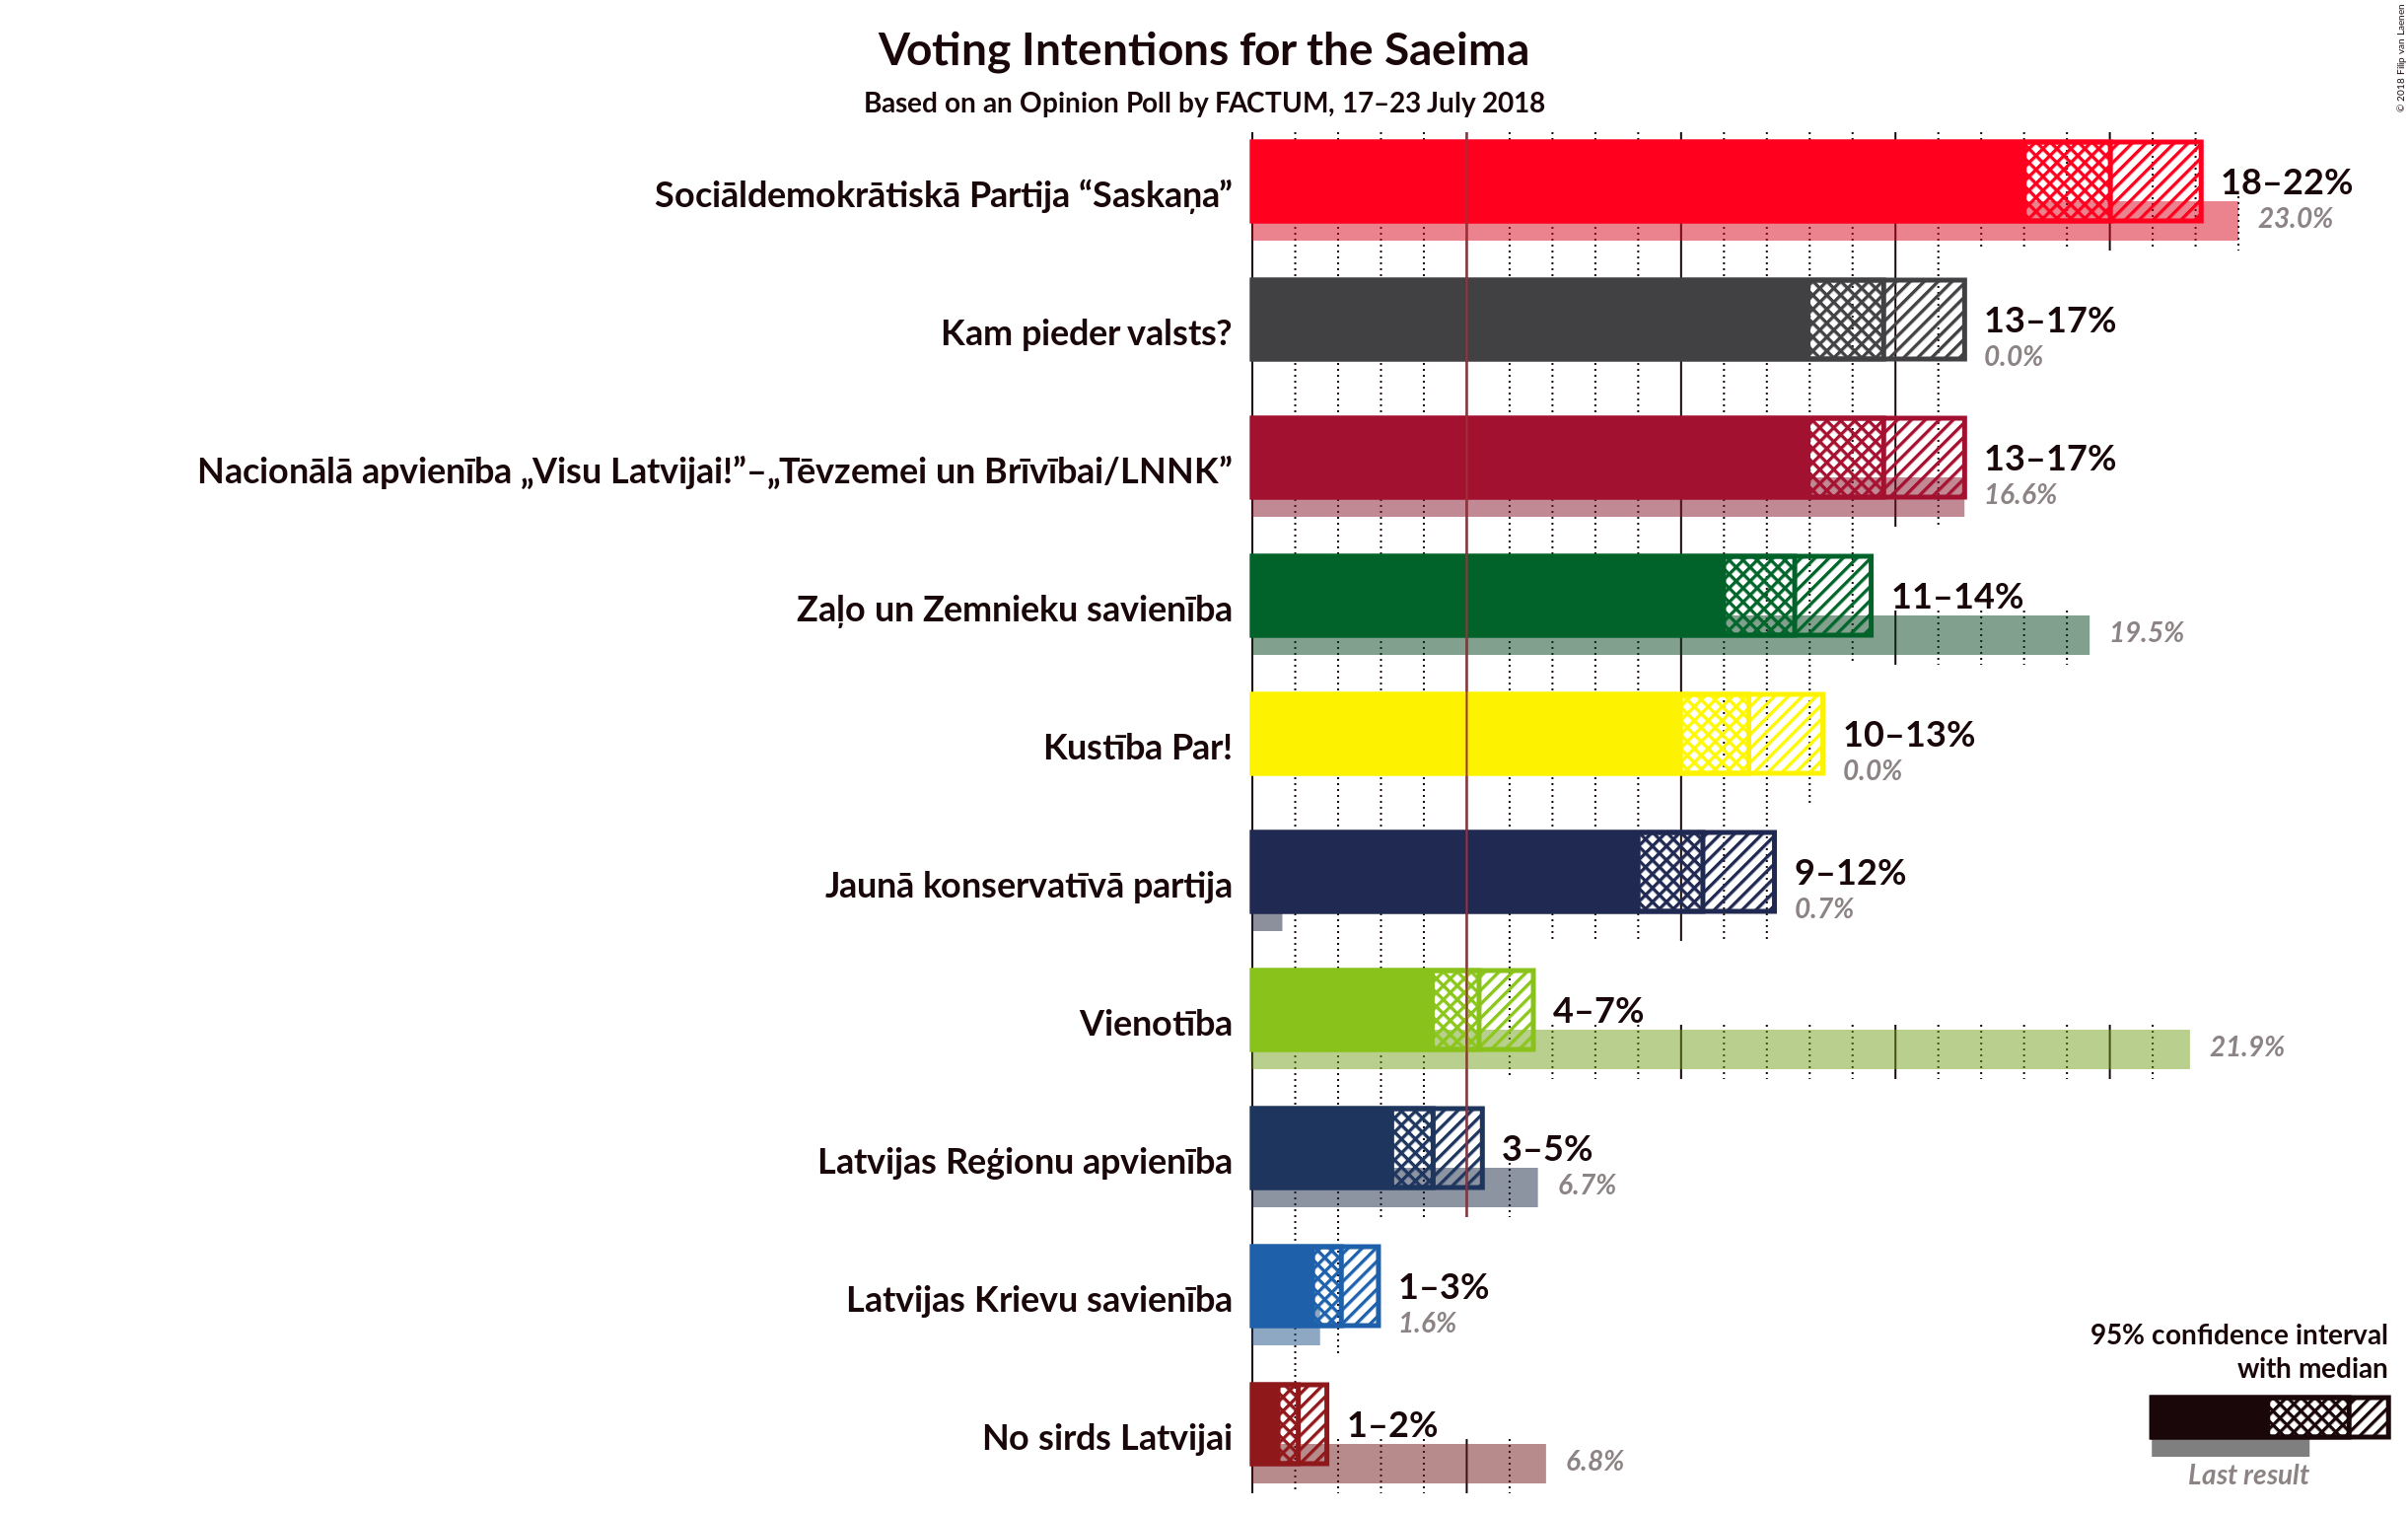 Voting Intentions for the Saeima
Based on an Opinion Poll by FACTUM, 17–23 July 2018
© 2018 Filip van Laenen
Sociāldemokrātiskā Partija “Saskaņa”
18–22%
23.0%
Kam pieder valsts?
13–17%
0.0%
Nacionālā apvienība „Visu Latvijai!”–„Tēvzemei un Brīvībai/LNNK”
13–17%
16.6%
Zaļo un Zemnieku savienība
11–14%
19.5%
Kustība Par!
10–13%
0.0%
Jaunā konservatīvā partija
9–12%
0.7%
Vienotība
4–7%
21.9%
Latvijas Reģionu apvienība
3–5%
6.7%
Latvijas Krievu savienība
1–3%
1.6%
No sirds Latvijai
1–2%
6.8%
95% confidence interval
with median
Last result